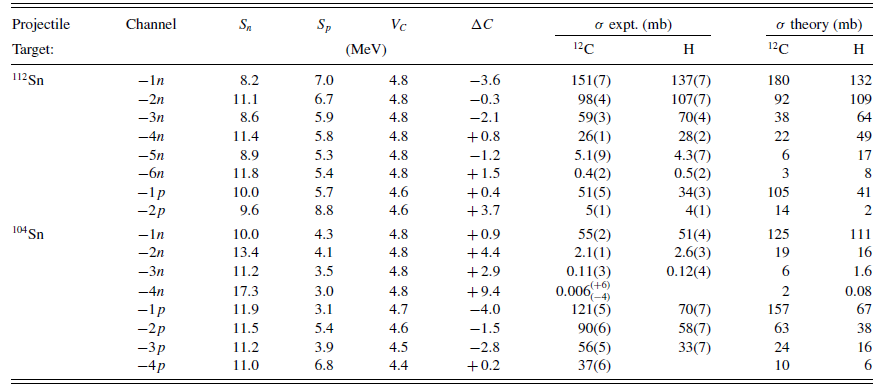 Projectile Channel Sn Sp VC ΔC σ expt. (mb) σ theory (mb)
Target: (MeV) 12C H 12C H
112Sn −1n 8.2 7.0 4.8 −3.6 151(7) 137(7) 180 132
−2n 11.1 6.7 4.8 −0.3 98(4) 107(7) 92 109
−3n 8.6 5.9 4.8 −2.1 59(3) 70(4) 38 64
−4n 11.4 5.8 4.8 +0.8 26(1) 28(2) 22 49
−5n 8.9 5.3 4.8 −1.2 5.1(9) 4.3(7) 6 17
−6n 11.8 5.4 4.8 +1.5 0.4(2) 0.5(2) 3 8
−1p 10.0 5.7 4.6 +0.4 51(5) 34(3) 105 41
−2p 9.6 8.8 4.6 +3.7 5(1) 4(1) 14 2
104Sn −1n 10.0 4.3 4.8 +0.9 55(2) 51(4) 125 111
−2n 13.4 4.1 4.8 +4.4 2.1(1) 2.6(3) 19 16
−3n 11.2 3.5 4.8 +2.9 0.11(3) 0.12(4) 6 1.6
−4n 17.3 3.0 4.8 +9.4 0.006(+6)(−4) 2 0.08
−1p 11.9 3.1 4.7 −4.0 121(5) 70(7) 157 67
−2p 11.5 5.4 4.6 −1.5 90(6) 58(7) 63 38
−3p 11.2 3.9 4.5 −2.8 56(5) 33(7) 24 16
−4p 11.0 6.8 4.4 +0.2 37(6) 10 6